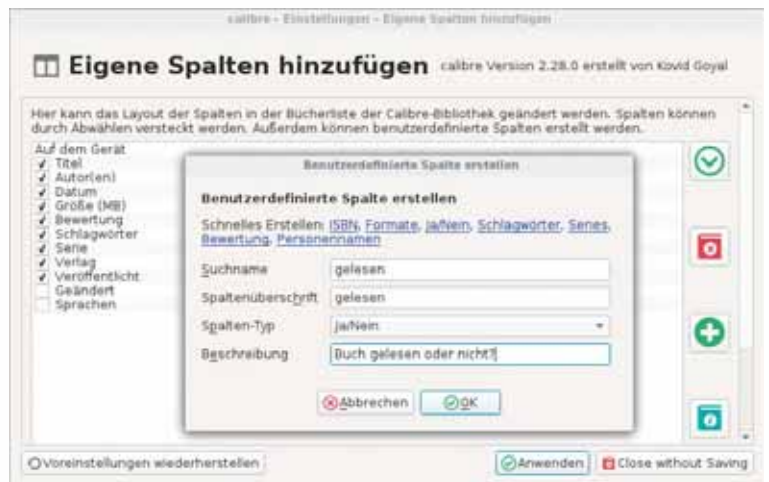 calibre - Einstellungen - Eigene Spalten hinzufügen
Eigene Spalten hinzufügen calibre Version 2.28.0 erstellt von Kovid Goyal
Hier kann das Layout der Spalten in der Bücherliste der Calibre-Bibliothek geändert werden. Spalten können
durch Abwählen versteckt werden. Außerdem können benutzerdefinierte Spalten erstellt werden.
Auf dem Gerät
Titel
Autor(en)
Datum
Größe (MB)
Bewertung
Schlagwörter
Serie
Verlag
Veröffentlicht
Geändert
Sprachen
Benutzerdefinierte Spalte erstellen
Benutzerdefinierte Spalte erstellen
Schnelles Erstellen: ISBN, Formate, Ja/Nein, Schlagwörter, Series,
Bewertung, Personennamen
Suchname gelesen
Spaltenüberschrift gelesen
Spalten-Typ Ja/Nein
Beschreibung Buch gelesen oder nicht?
Abbrechen OK
Voreinstellungen wiederherstellen Anwenden Close without Saving